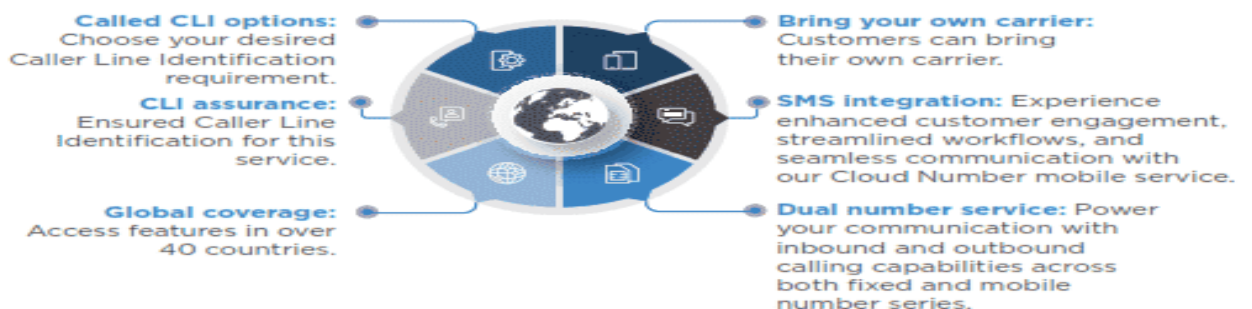 Called CLI options:
Choose your desired
Caller Line Identification
requirement.
CLI assurance:
Ensured Caller Line
Identification for this
service.
Global coverage:
Access features in over
40 countries.
Bring your own carrier:
Customers can bring
their own carrier.
SMS integration: Experience
enhanced customer engagement,
streamlined workflows, and
seamless communication with
our Cloud Number mobile service.
Dual number service: Power
your communication with
inbound and outbound
calling capabilities across
both fixed and mobile
number series.